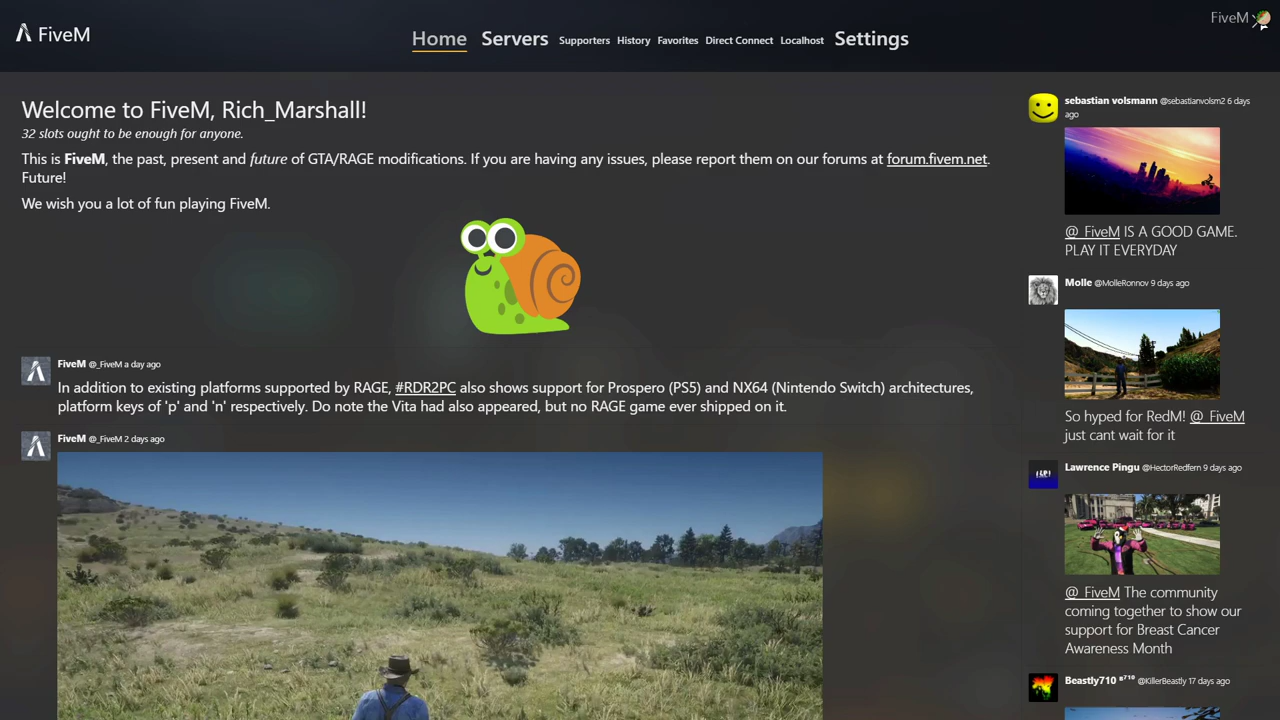 FiveM
Home Servers Supporters History Favorites Direct Connect Localhost Settings
FiveM
Welcome to FiveM, Rich_Marshall!
32 slots ought to be enough for anyone.
This is FiveM, the past, present and future of GTA/RAGE modifications. If you are having any issues, please report them on our forums at forum.fivem.net.
Future!
We wish you a lot of fun playing FiveM.
FiveM @_FiveM a day ago
In addition to existing platforms supported by RAGE, #RDR2PC also shows support for Prospero (PS5) and NX64 (Nintendo Switch) architectures,
platform keys of 'p' and 'n' respectively. Do note the Vita had also appeared, but no RAGE game ever shipped on it.
FiveM @_FiveM 2 days ago
sebastian volsmann @sebastianvolsm2 6 days
ago
@_FiveM IS A GOOD GAME.
PLAY IT EVERYDAY
Molle @MolleRonnov 9 days ago
So hyped for RedM! @_FiveM
just cant wait for it
Lawrence Pingu @HectorRedfern 9 days ago
@_FiveM The community
coming together to show our
support for Breast Cancer
Awareness Month
Beastly710 ᴮ⁷¹⁰ @KillerBeastly 17 days ago